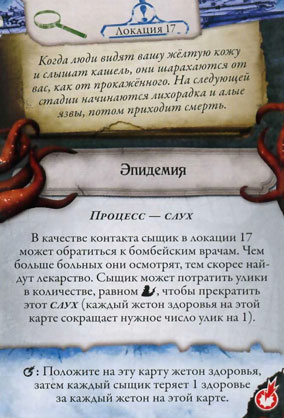 Локация 17
Когда люди видят вашу жёлтую кожу
и слышат кашель, они шарахаются от
вас, как от прокажённого. На следующей
стадии начинаются лихорадка и алые
язвы, потом приходит смерть.
Эпидемия
Процесс — слух
В качестве контакта сыщик в локации 17
может обратиться к бомбейским врачам. Чем
больше больных они осмотрят, тем скорее най-
дут лекарство. Сыщик может потратить улики
в количестве, равном , чтобы прекратить
этот слух (каждый жетон здоровья на этой
карте сокращает нужное число улик на 1).
: Положите на эту карту жетон здоровья,
затем каждый сыщик теряет 1 здоровье
за каждый жетон на этой карте.